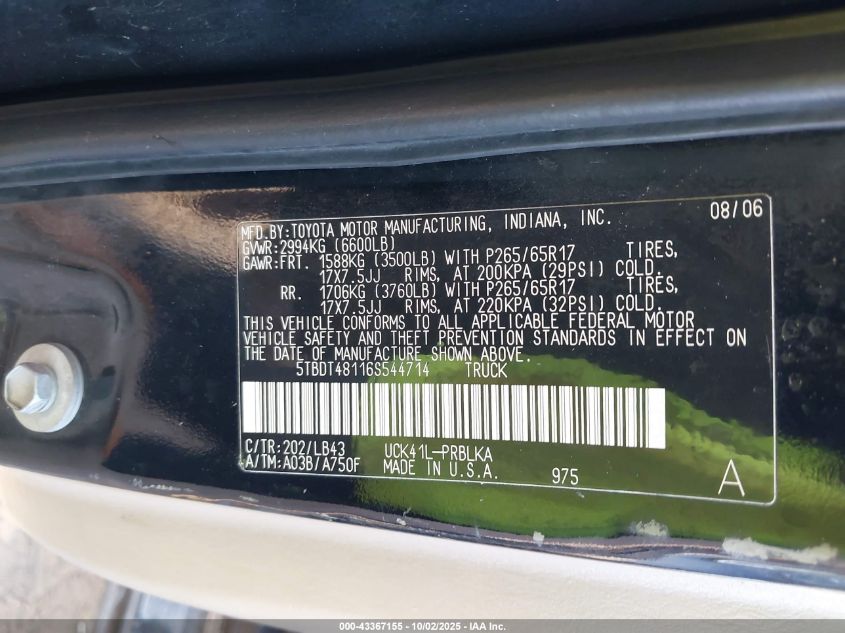 08/06
MFD.BY:TOYOTA MOTOR MANUFACTURING, INDIANA, INC.
GVWR:2994KG (6600LB)
GAWR:FRT. 1588KG (3500LB) WITH P265/65R17 TIRES,
17X7.5JJ RIMS, AT 200KPA (29PSI) COLD.
RR. 1706KG (3760LB) WITH P265/65R17 TIRES,
17X7.5JJ RIMS, AT 220KPA (32PSI) COLD.
THIS VEHICLE CONFORMS TO ALL APPLICABLE FEDERAL MOTOR
VEHICLE SAFETY AND THEFT PREVENTION STANDARDS IN EFFECT ON
THE DATE OF MANUFACTURE SHOWN ABOVE.
5TBDT48116S544714 TRUCK
C/TR:202/LB43 UCK41L-PRBLKA
A/TM:A03B/A750F MADE IN U.S.A. 975 A
000-43367155 - 10/02/2025 - IAA Inc.